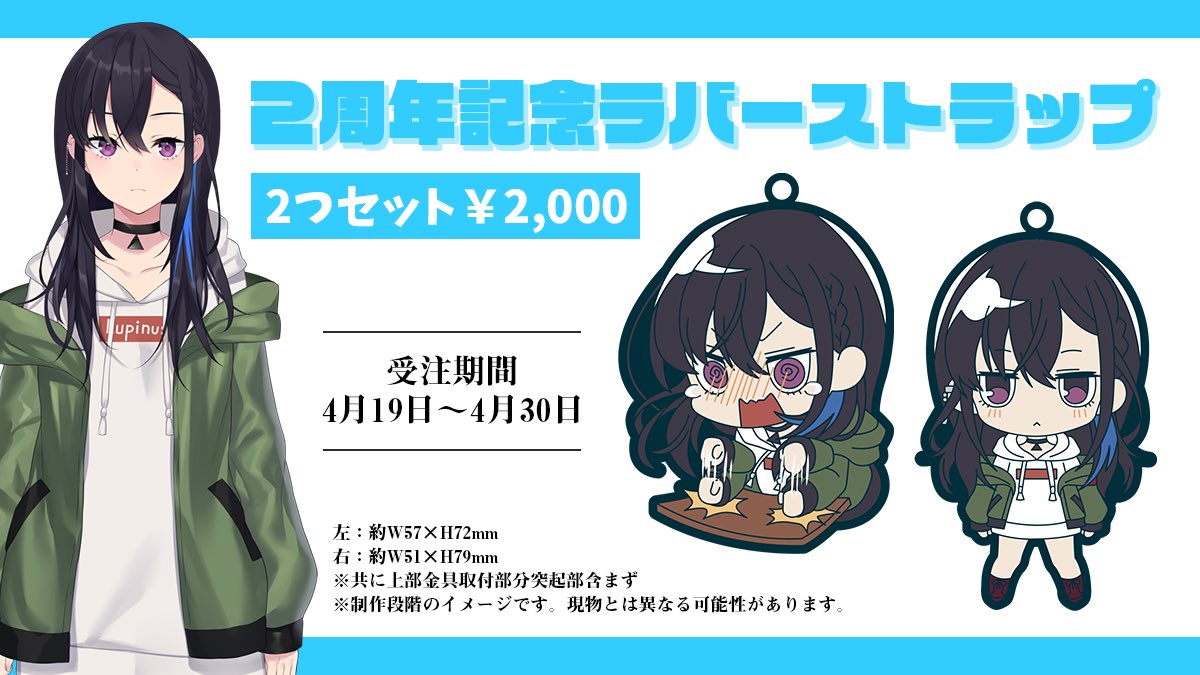 2周年記念ラバーストラップ
2つセット￥2,000
lupinus
受注期間
4月19日～4月30日
左：約W57×H72mm
右：約W51×H79mm
※共に上部金具取付部分突起部含まず
※制作段階のイメージです。現物とは異なる可能性があります。